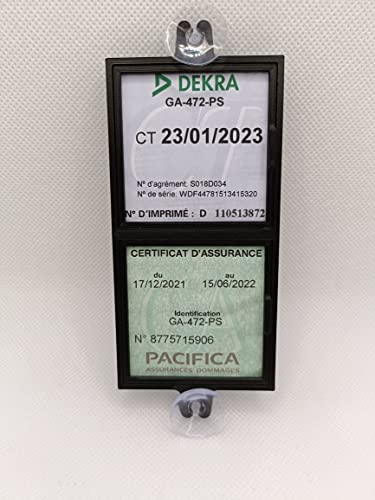 DEKRA
GA-472-PS
CT 23/01/2023
N° d'agrément: S018D034
N° de série: WDF44781513415320
N° D'IMPRIMÉ : D 110513872
CERTIFICAT D'ASSURANCE
du au
17/12/2021 15/06/2022
Identification
GA-472-PS
N° 8775715906
PACIFICA
ASSURANCES DOMMAGES